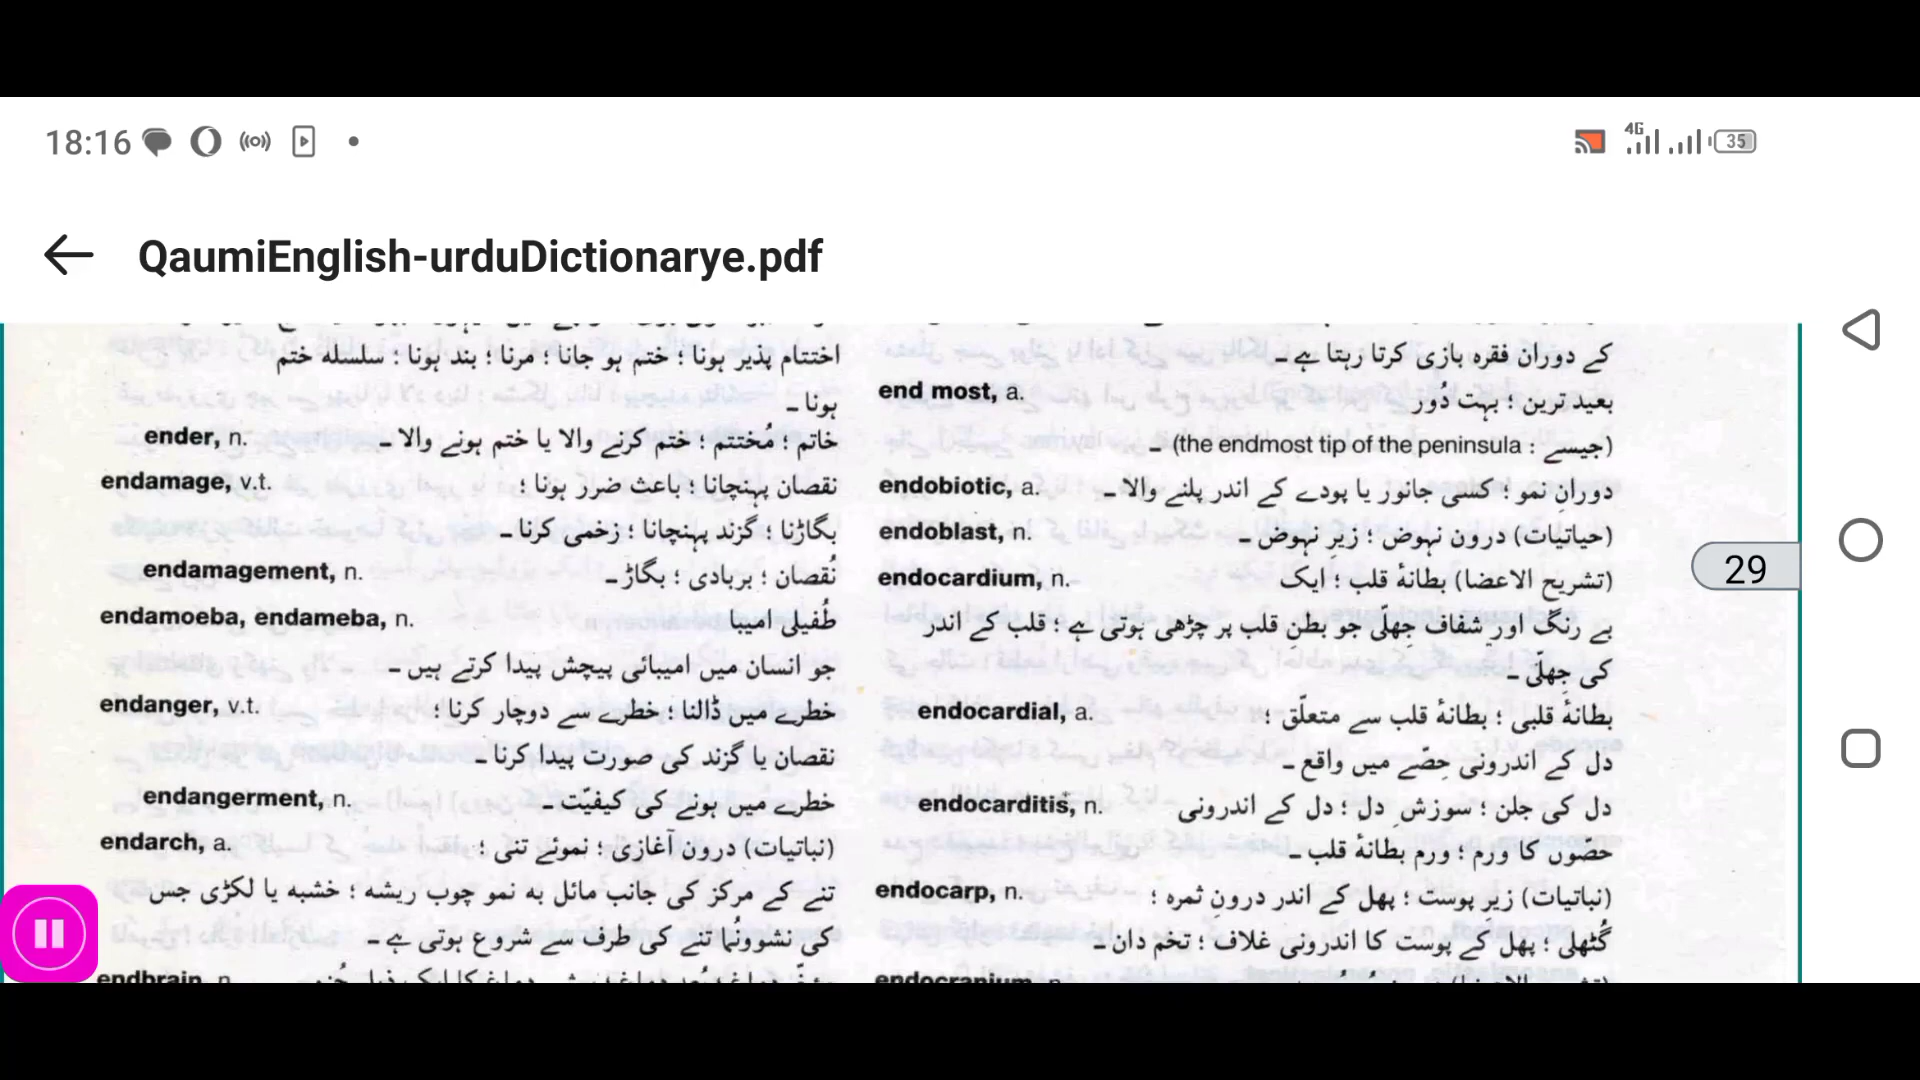 18:16
4G
35
QaumiEnglish-urduDictionarye.pdf
اختتام پذیر ہونا ؛ ختم ہو جانا ؛ مرنا ؛ بند ہونا ؛ سلسلہ ختم
ہونا ۔
ender, n. خاتم ؛ مُختتم ؛ ختم کرنے والا یا ختم ہونے والا ۔
endamage, v.t. نقصان پہنچانا ؛ باعث ضرر ہونا ؛
بگاڑنا ؛ گزند پہنچانا ؛ زخمی کرنا ۔
endamagement, n. نُقصان ؛ بربادی ؛ بگاڑ ۔
endamoeba, endameba, n. طُفیلی امیبا
جو انسان میں امیبائی پیچش پیدا کرتے ہیں ۔
endanger, v.t. خطرے میں ڈالنا ؛ خطرے سے دوچار کرنا ؛
نقصان یا گزند کی صورت پیدا کرنا ۔
endangerment, n. خطرے میں ہونے کی کیفیت ۔
endarch, a. (نباتیات) درون آغازی ؛ نمونے تنی ؛
تنے کے مرکز کی جانب مائل بہ نمو چوب ریشہ ؛ خشبہ یا لکڑی جس
کی نشوونُما تنے کی طرف سے شروع ہوتی ہے ۔
endbrain, n.
کے دوران فقرہ بازی کرتا رہتا ہے ۔
end most, a. بعید ترین ؛ بہت دُور
(جیسے : the endmost tip of the peninsula) ۔
endobiotic, a. دورانِ نمو ؛ کسی جانور یا پودے کے اندر پلنے والا ۔
endoblast, n. (حیاتیات) درون نہوض ؛ زیر نہوض ۔
endocardium, n. (تشریح الاعضا) بطانۂ قلب ؛ ایک
بے رنگ اور شفاف جِھلّی جو بطنِ قلب پر چڑھی ہوتی ہے ؛ قلب کے اندر
کی جِھلّی ۔
endocardial, a. بطانۂ قلبی ؛ بطانۂ قلب سے متعلّق ؛
دل کے اندرونی حِصّے میں واقع ۔
endocarditis, n. دل کی جلن ؛ سوزشِ دل ؛ دل کے اندرونی
حصّوں کا ورم ؛ ورم بطانۂ قلب ۔
endocarp, n. (نباتیات) زیرِ پوست ؛ پھل کے اندر درونِ ثمرہ ؛
گُٹھلی ؛ پھل کے پوست کا اندرونی غلاف ؛ تخم دان ۔
endocranium, n.
29